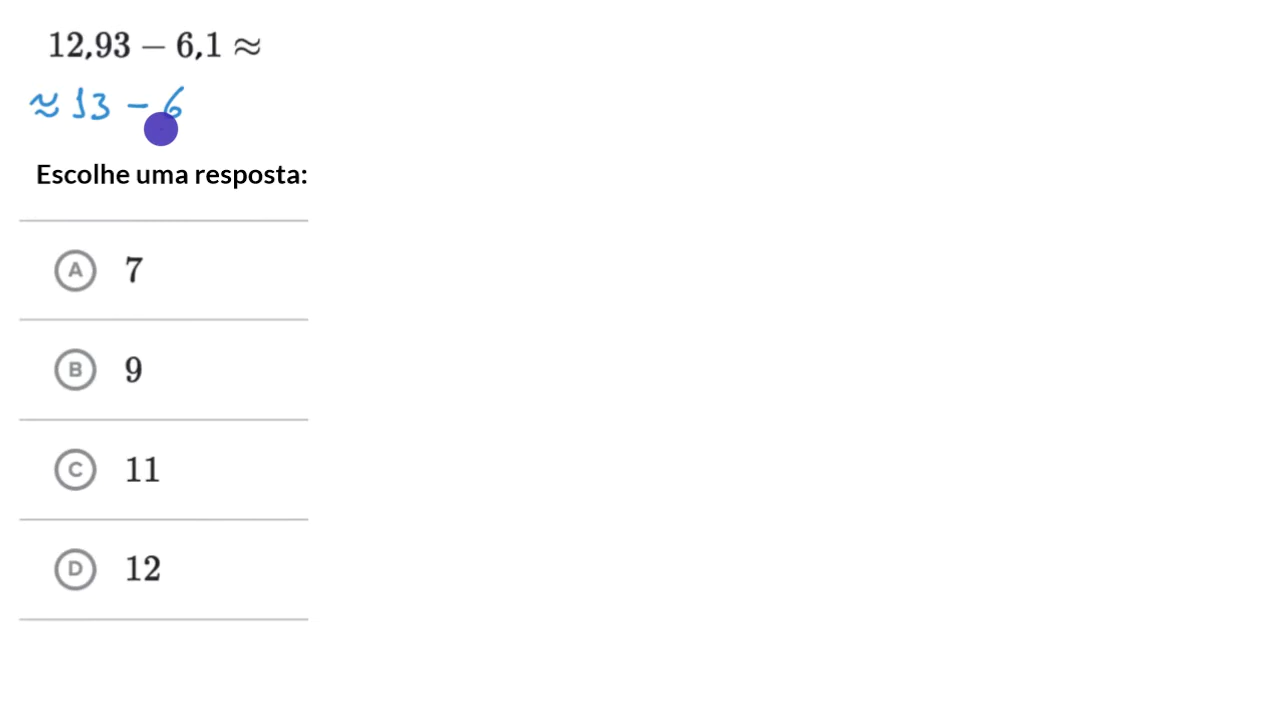 12,93 − 6,1 ≈
≈ 13 − 6
Escolhe uma resposta:
A 7
B 9
C 11
D 12